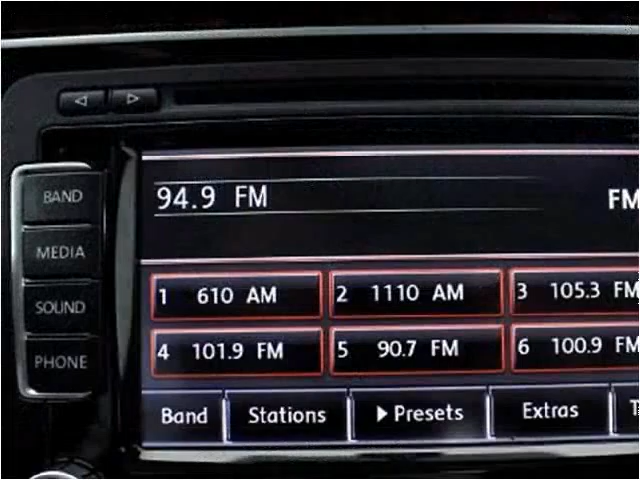 94.9 FM
FM
BAND
MEDIA
SOUND
PHONE
1 610 AM
2 1110 AM
3 105.3 FM
4 101.9 FM
5 90.7 FM
6 100.9 FM
Band
Stations
Presets
Extras